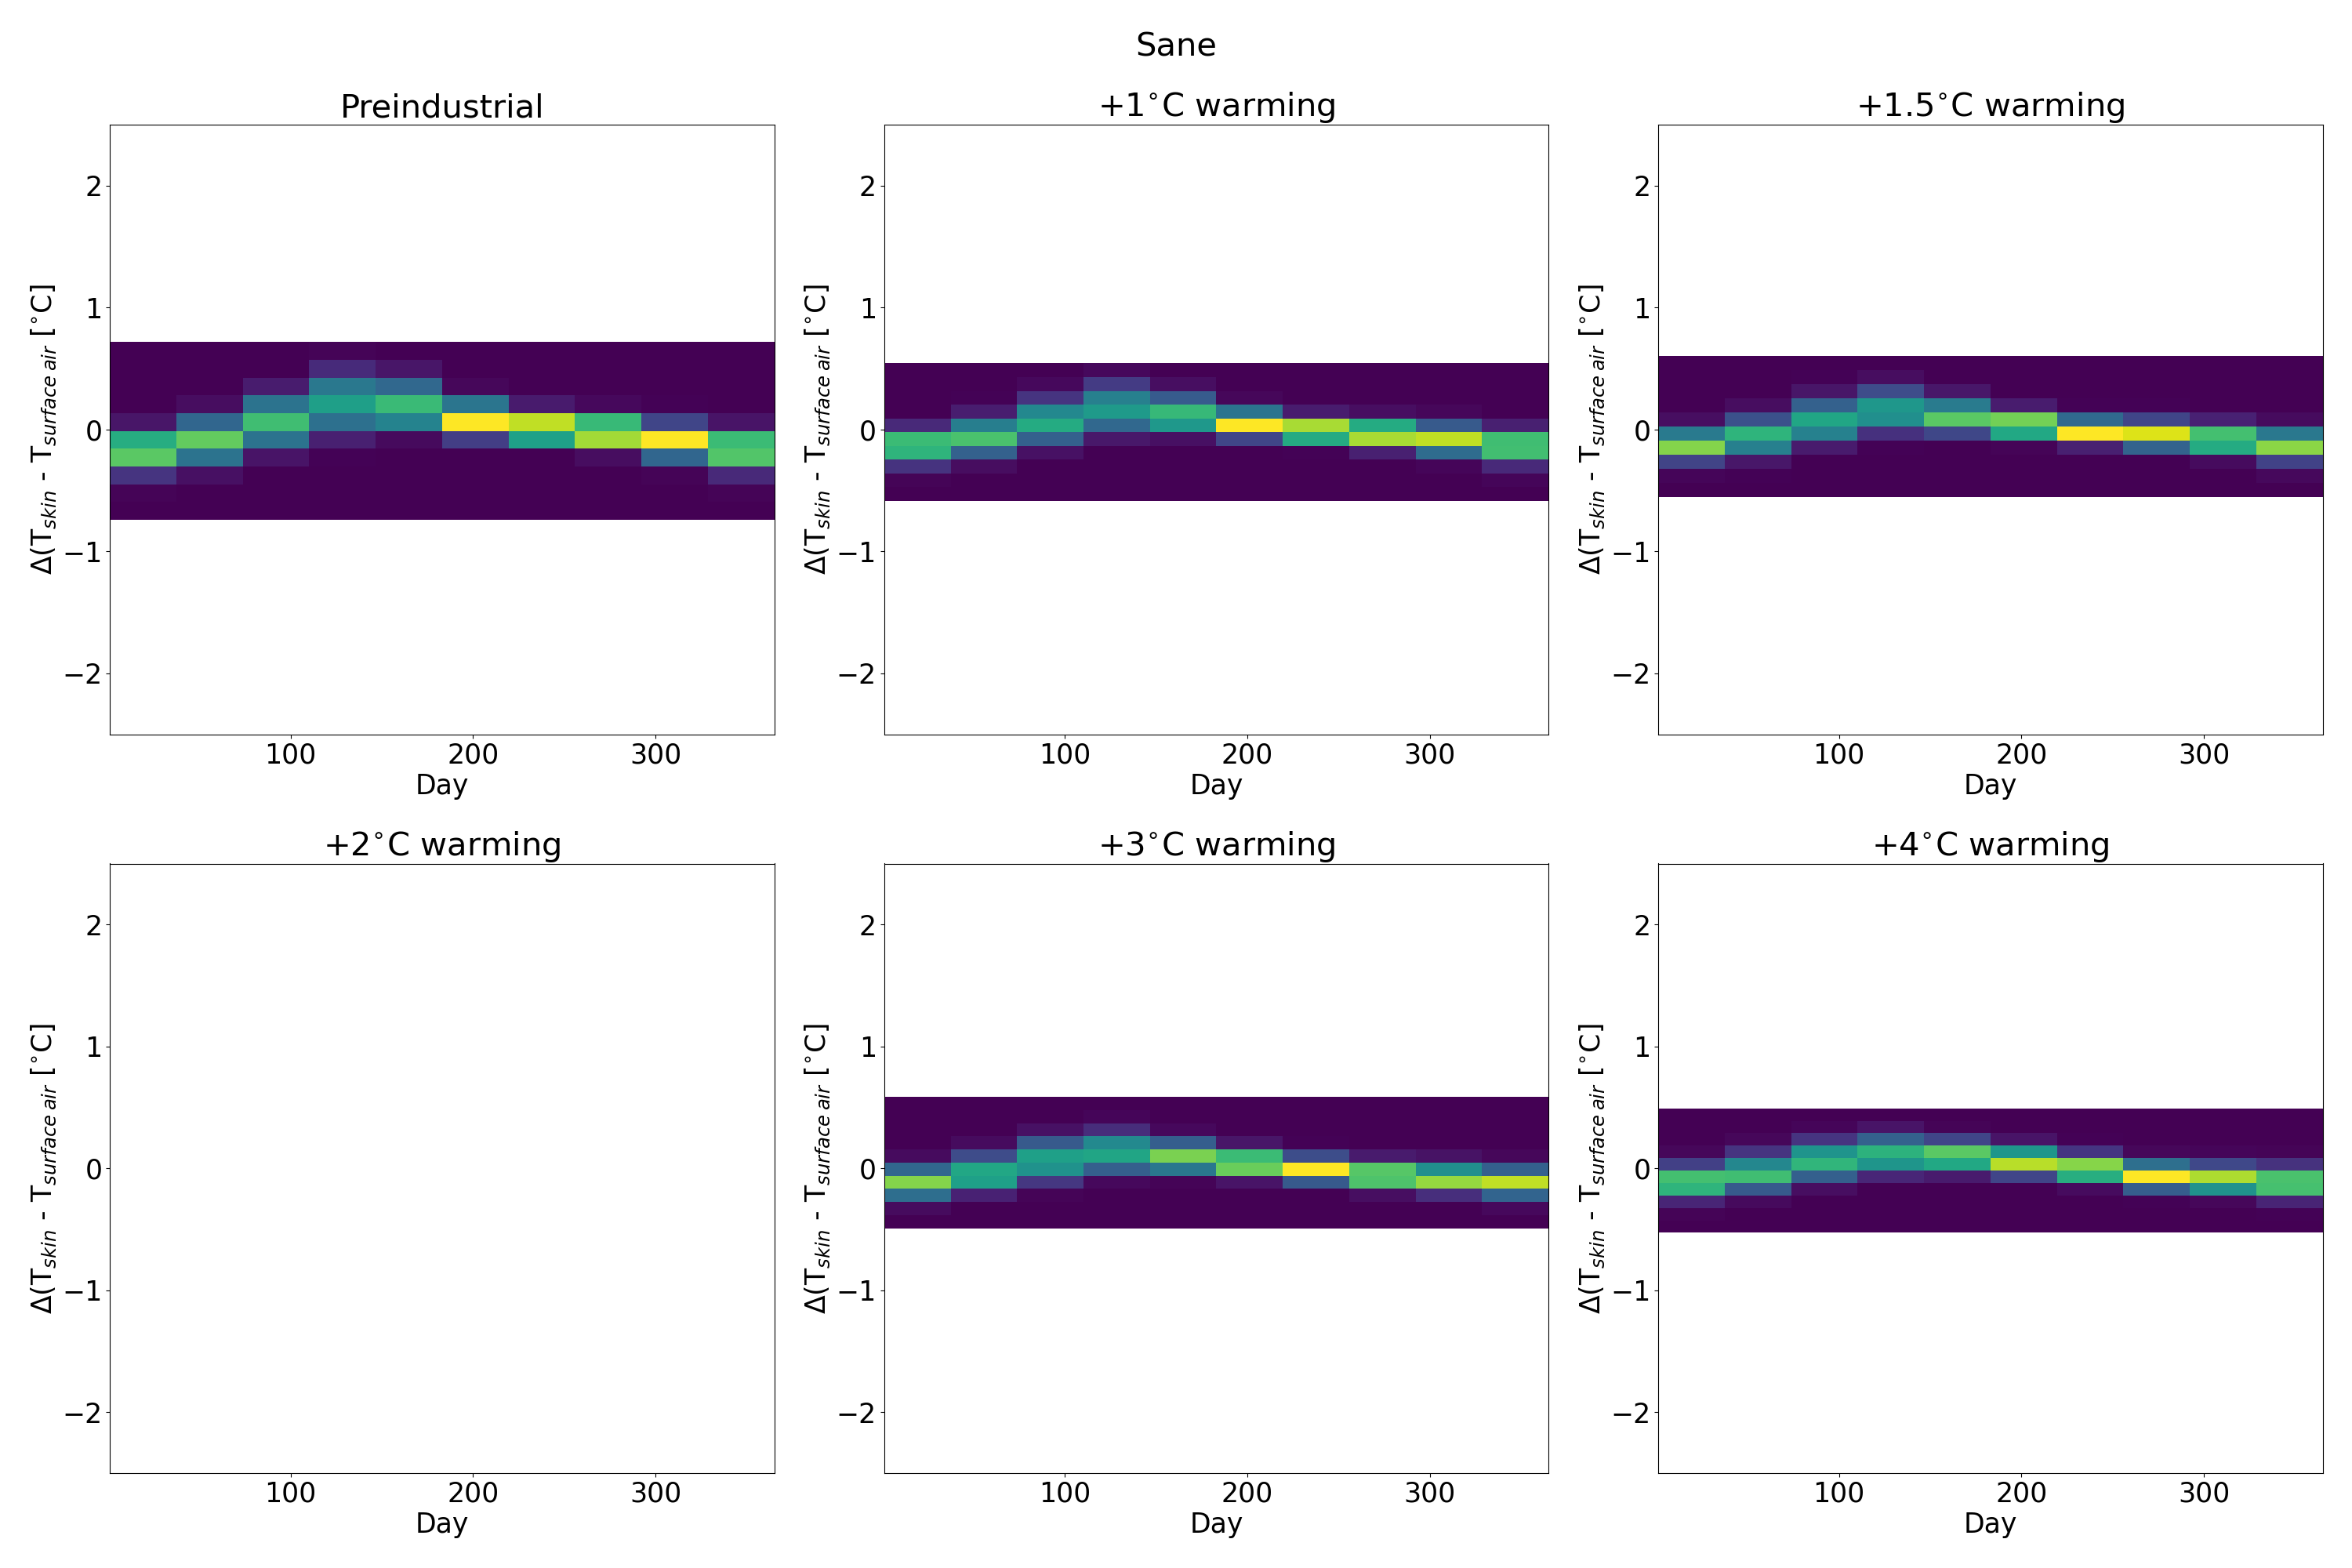 Sane
Preindustrial
+1°C warming
+1.5°C warming
Δ(T_skin - T_surface air [°C]
2
1
0
−1
−2
100 200 300
Day
Δ(T_skin - T_surface air [°C]
2
1
0
−1
−2
100 200 300
Day
Δ(T_skin - T_surface air [°C]
2
1
0
−1
−2
100 200 300
Day
+2°C warming
+3°C warming
+4°C warming
Δ(T_skin - T_surface air [°C]
2
1
0
−1
−2
100 200 300
Day
Δ(T_skin - T_surface air [°C]
2
1
0
−1
−2
100 200 300
Day
Δ(T_skin - T_surface air [°C]
2
1
0
−1
−2
100 200 300
Day